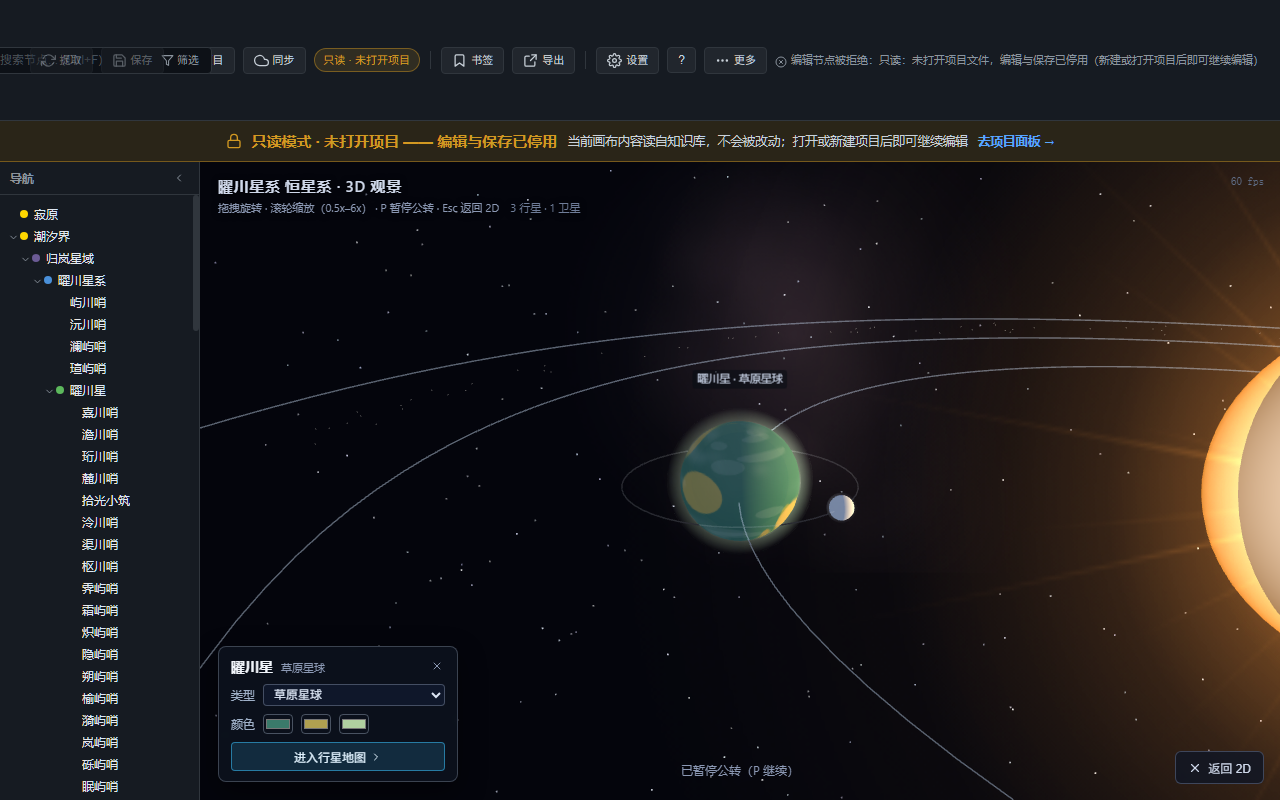 搜索节点 (Ctrl+F) 提取 保存 筛选 目 同步 只读 · 未打开项目 书签 导出 设置 ? 更多 编辑节点被拒绝：只读：未打开项目文件，编辑与保存已停用（新建或打开项目后即可继续编辑）
只读模式 · 未打开项目 —— 编辑与保存已停用 当前画布内容读自知识库，不会被改动；打开或新建项目后即可继续编辑 去项目面板 →
导航
寂原
潮汐界
归岚星域
曜川星系
屿川哨
沅川哨
澜屿哨
瑄屿哨
曜川星
嘉川哨
澹川哨
珩川哨
麓川哨
拾光小筑
泠川哨
渠川哨
枢川哨
霁屿哨
霜屿哨
炽屿哨
隐屿哨
朔屿哨
榆屿哨
漪屿哨
岚屿哨
砾屿哨
眠屿哨
曜川星系 恒星系 · 3D 观景
拖拽旋转 · 滚轮缩放（0.5x–6x） · P 暂停公转 · Esc 返回 2D 3 行星 · 1 卫星
60 fps
曜川星 · 草原星球
曜川星 草原星球
类型 草原星球
颜色
进入行星地图
已暂停公转（P 继续）
返回 2D